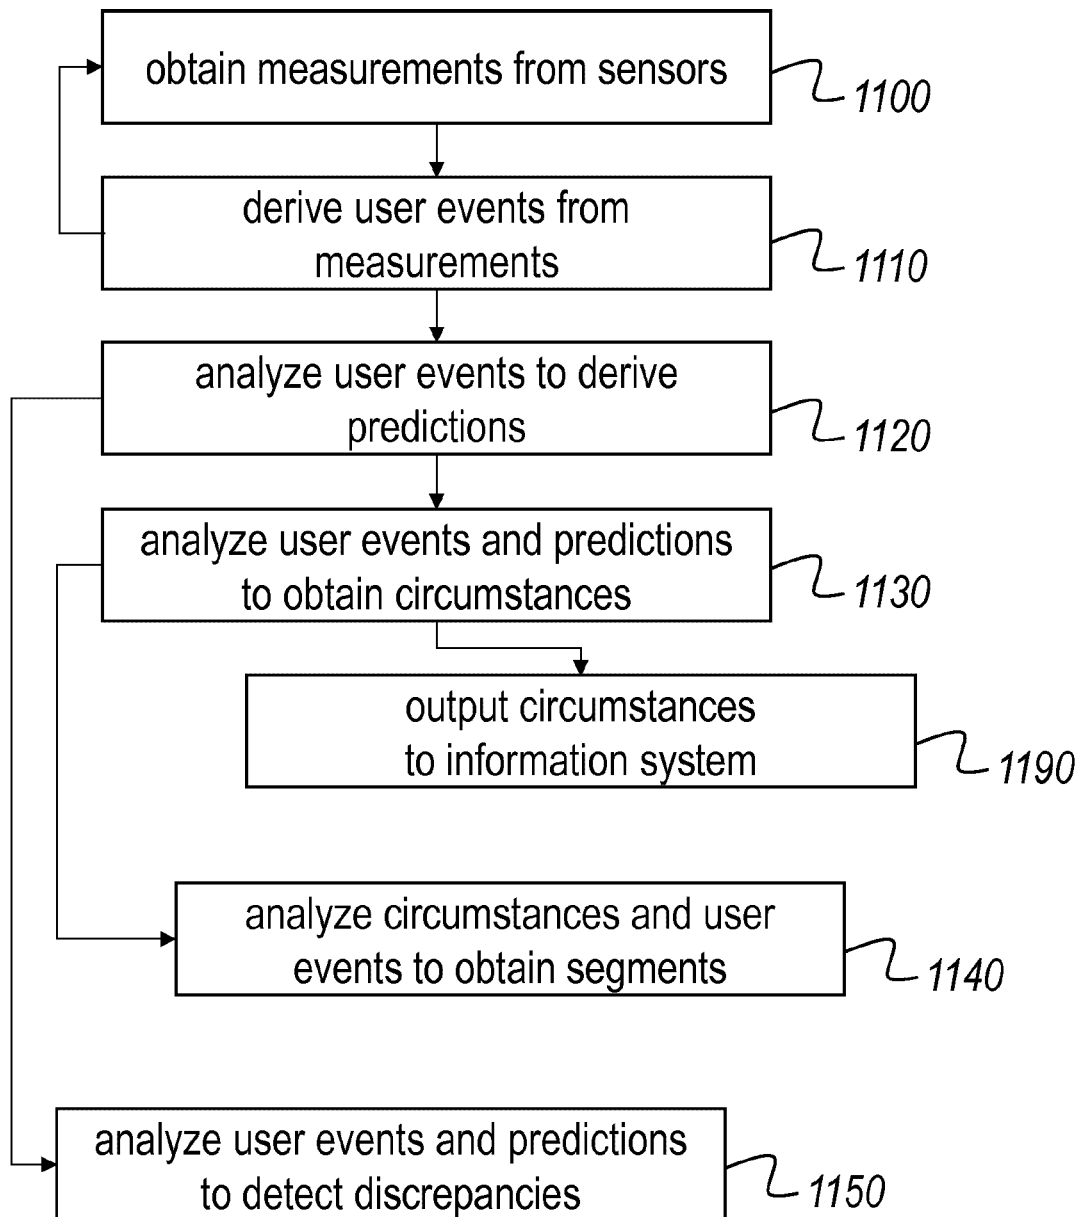 obtain measurements from sensors
1100
derive user events from
measurements
1110
analyze user events to derive
predictions
1120
analyze user events and predictions
to obtain circumstances
1130
output circumstances
to information system
1190
analyze circumstances and user
events to obtain segments
1140
analyze user events and predictions
to detect discrepancies
1150